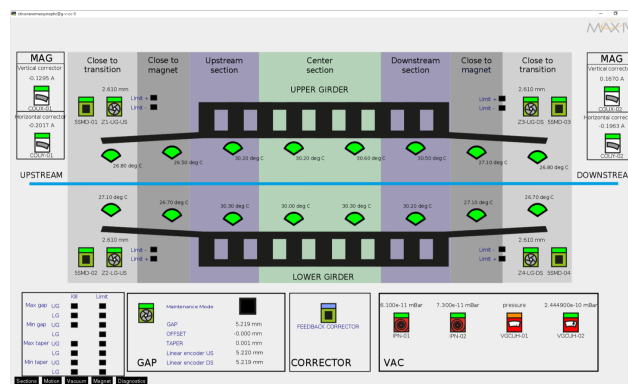 MAX IV
MAG
Vertical corrector
-0.1295 A
COUX-01
Horizontal corrector
-0.2017 A
COUY-01
Close to
transition
Close to
magnet
Upstream
section
Center
section
Downstream
section
Close to
magnet
Close to
transition
MAG
Vertical correcto
0.1670 A
COUX-02
Horizontal correcto
-0.1963 A
COUY-02
2.610 mm
Limit +
Limit -
SSMD-01
Z1-LG-US
UPPER GIRDER
2.610 mm
Limit +
Limit -
Z3-LG-DS
SSMD-03
26.80 deg C
26.50 deg C
30.20 deg C
30.20 deg C
30.60 deg C
30.50 deg C
27.10 deg C
26.80 deg C
UPSTREAM
DOWNSTREA
27.10 deg C
26.70 deg C
30.30 deg C
30.00 deg C
30.30 deg C
30.20 deg C
27.10 deg C
26.70 deg C
2.610 mm
Limit -
Limit +
SSMD-02
Z2-LG-US
LOWER GIRDER
2.610 mm
Limit -
Limit +
Z4-LG-DS
SSMD-04
Kill
Limit
Max gap UG
LG
Min gap UG
LG
Max taper UG
LG
Min taper UG
LG
Maintenance Mode
GAP 5.219 mm
OFFSET -0.000 mm
TAPER 0.001 mm
Linear encoder US 5.220 mm
Linear encoder DS 5.219 mm
GAP
FEEDBACK CORRECTOR
CORRECTOR
6.100e-11 mBar
7.300e-11 mBar
pressure
2.444900e-10 mBar
IPN-01
IPN-02
VGCUH-01
VGCUH-02
VAC
Sections
Motion
Vacuum
Magnet
Diagnostics